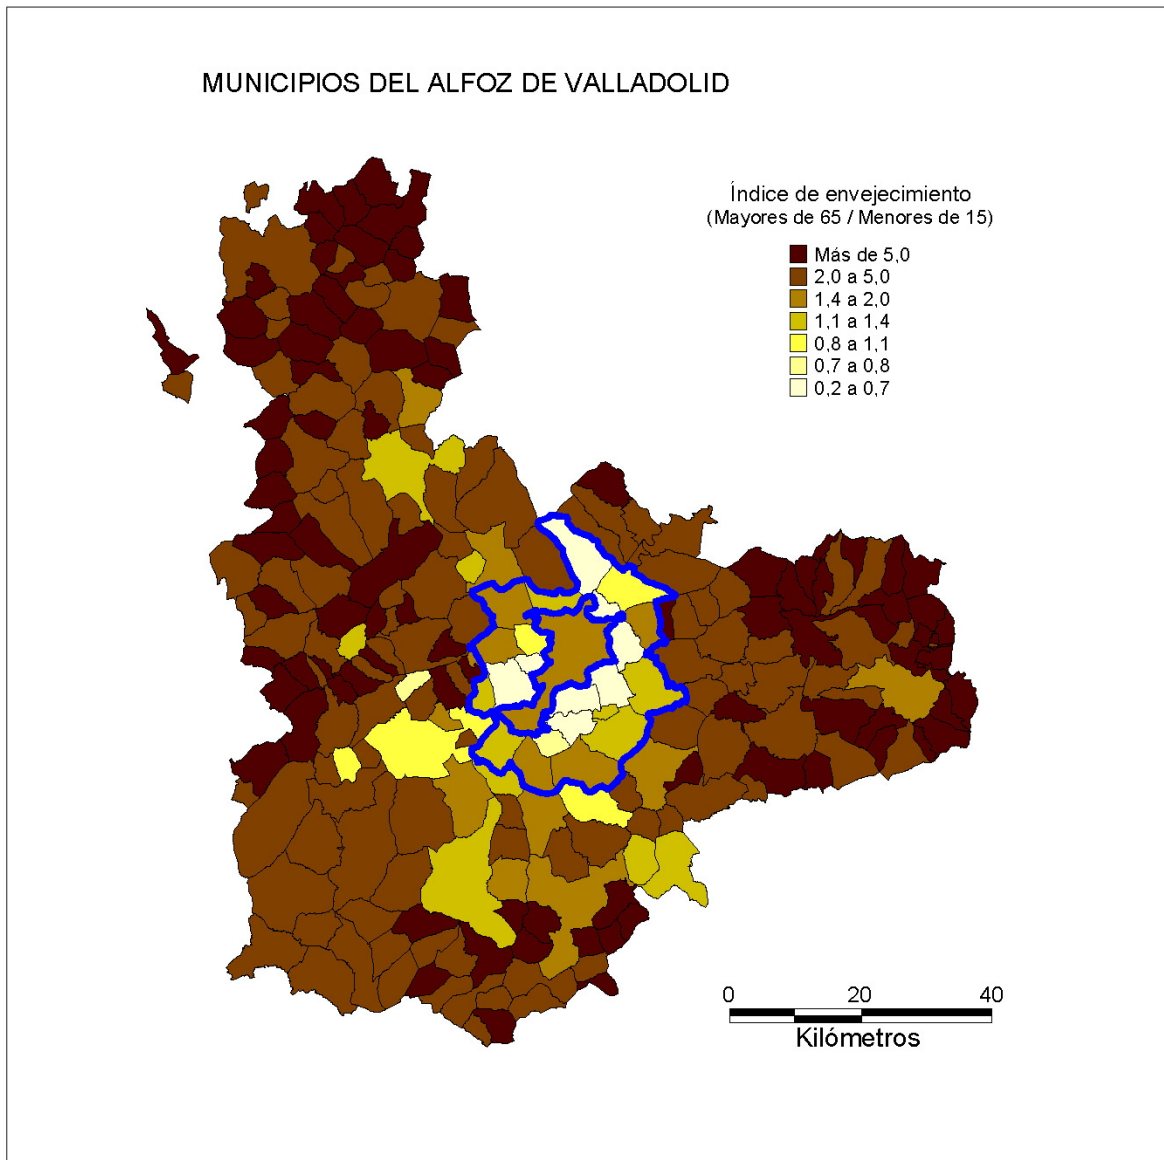 MUNICIPIOS DEL ALFOZ DE VALLADOLID
Índice de envejecimiento
(Mayores de 65 / Menores de 15)
Más de 5,0
2,0 a 5,0
1,4 a 2,0
1,1 a 1,4
0,8 a 1,1
0,7 a 0,8
0,2 a 0,7
0 20 40
Kilómetros